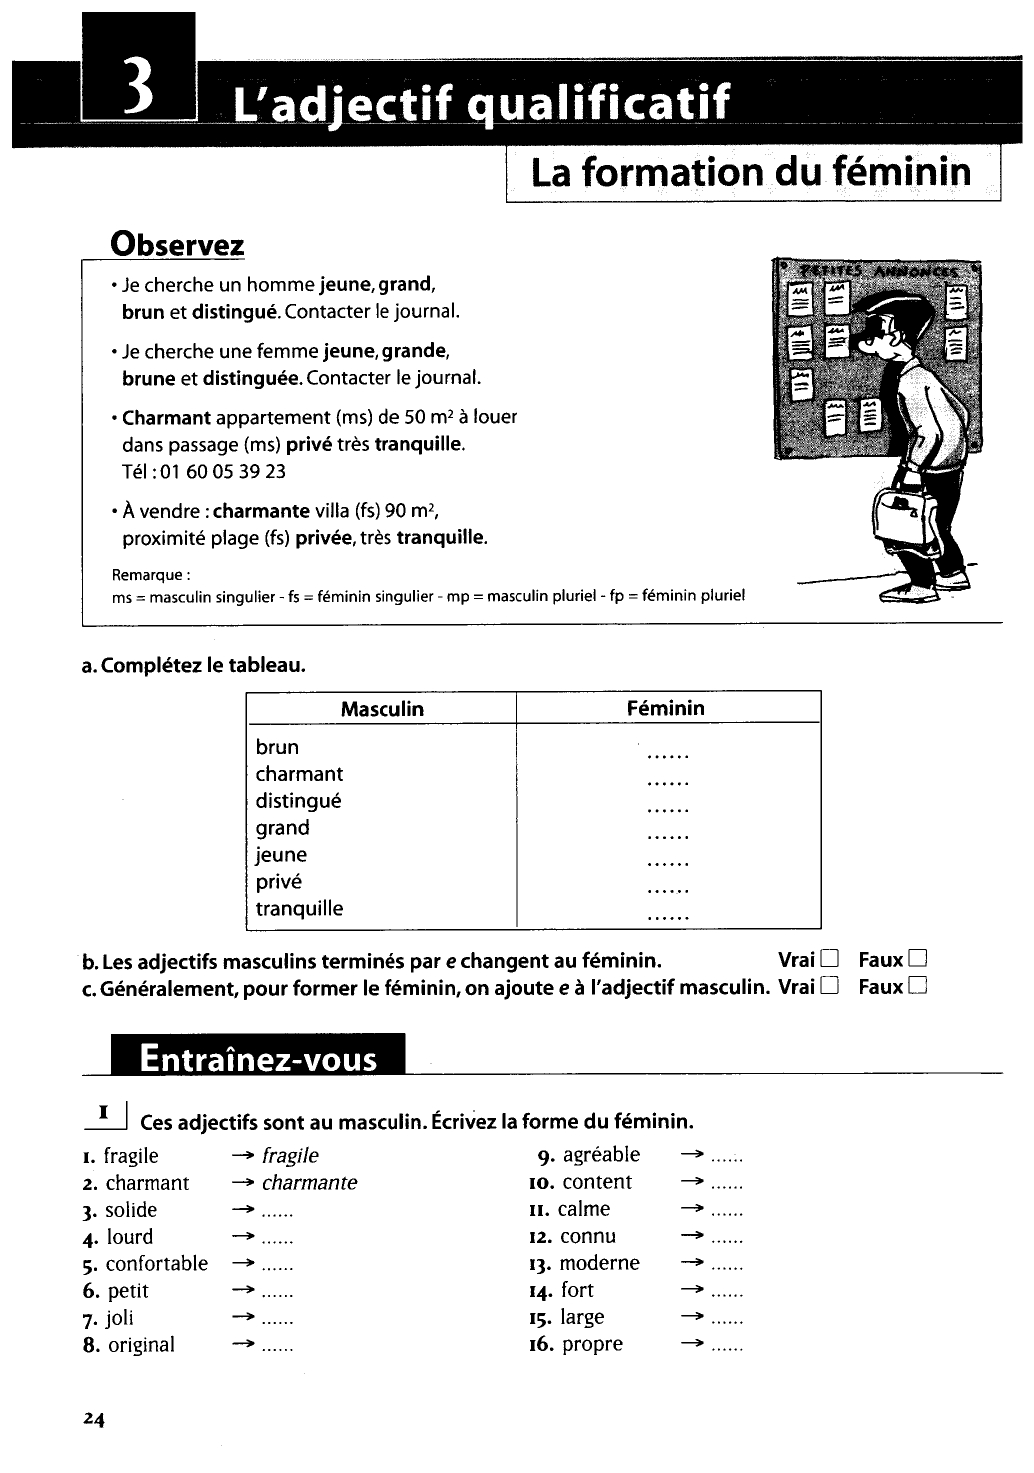 3
L'adjectif qualificatif
La formation du féminin
Observez
• Je cherche un homme jeune, grand,
brun et distingué. Contacter le journal.
• Je cherche une femme jeune, grande,
brune et distinguée. Contacter le journal.
• Charmant appartement (ms) de 50 m² à louer
dans passage (ms) privé très tranquille.
Tél : 01 60 05 39 23
• À vendre : charmante villa (fs) 90 m²,
proximité plage (fs) privée, très tranquille.
Remarque :
ms = masculin singulier - fs = féminin singulier - mp = masculin pluriel - fp = féminin pluriel
PETITES ANNONCES
a. Complétez le tableau.
Masculin Féminin
brun ......
charmant ......
distingué ......
grand ......
jeune ......
privé ......
tranquille ......
b. Les adjectifs masculins terminés par e changent au féminin. Vrai □ Faux □
c. Généralement, pour former le féminin, on ajoute e à l'adjectif masculin. Vrai □ Faux □
Entraînez-vous
1 Ces adjectifs sont au masculin. Écrivez la forme du féminin.
1. fragile → fragile
2. charmant → charmante
3. solide → ......
4. lourd → ......
5. confortable → ......
6. petit → ......
7. joli → ......
8. original → ......
9. agréable → ......
10. content → ......
11. calme → ......
12. connu → ......
13. moderne → ......
14. fort → ......
15. large → ......
16. propre → ......
24